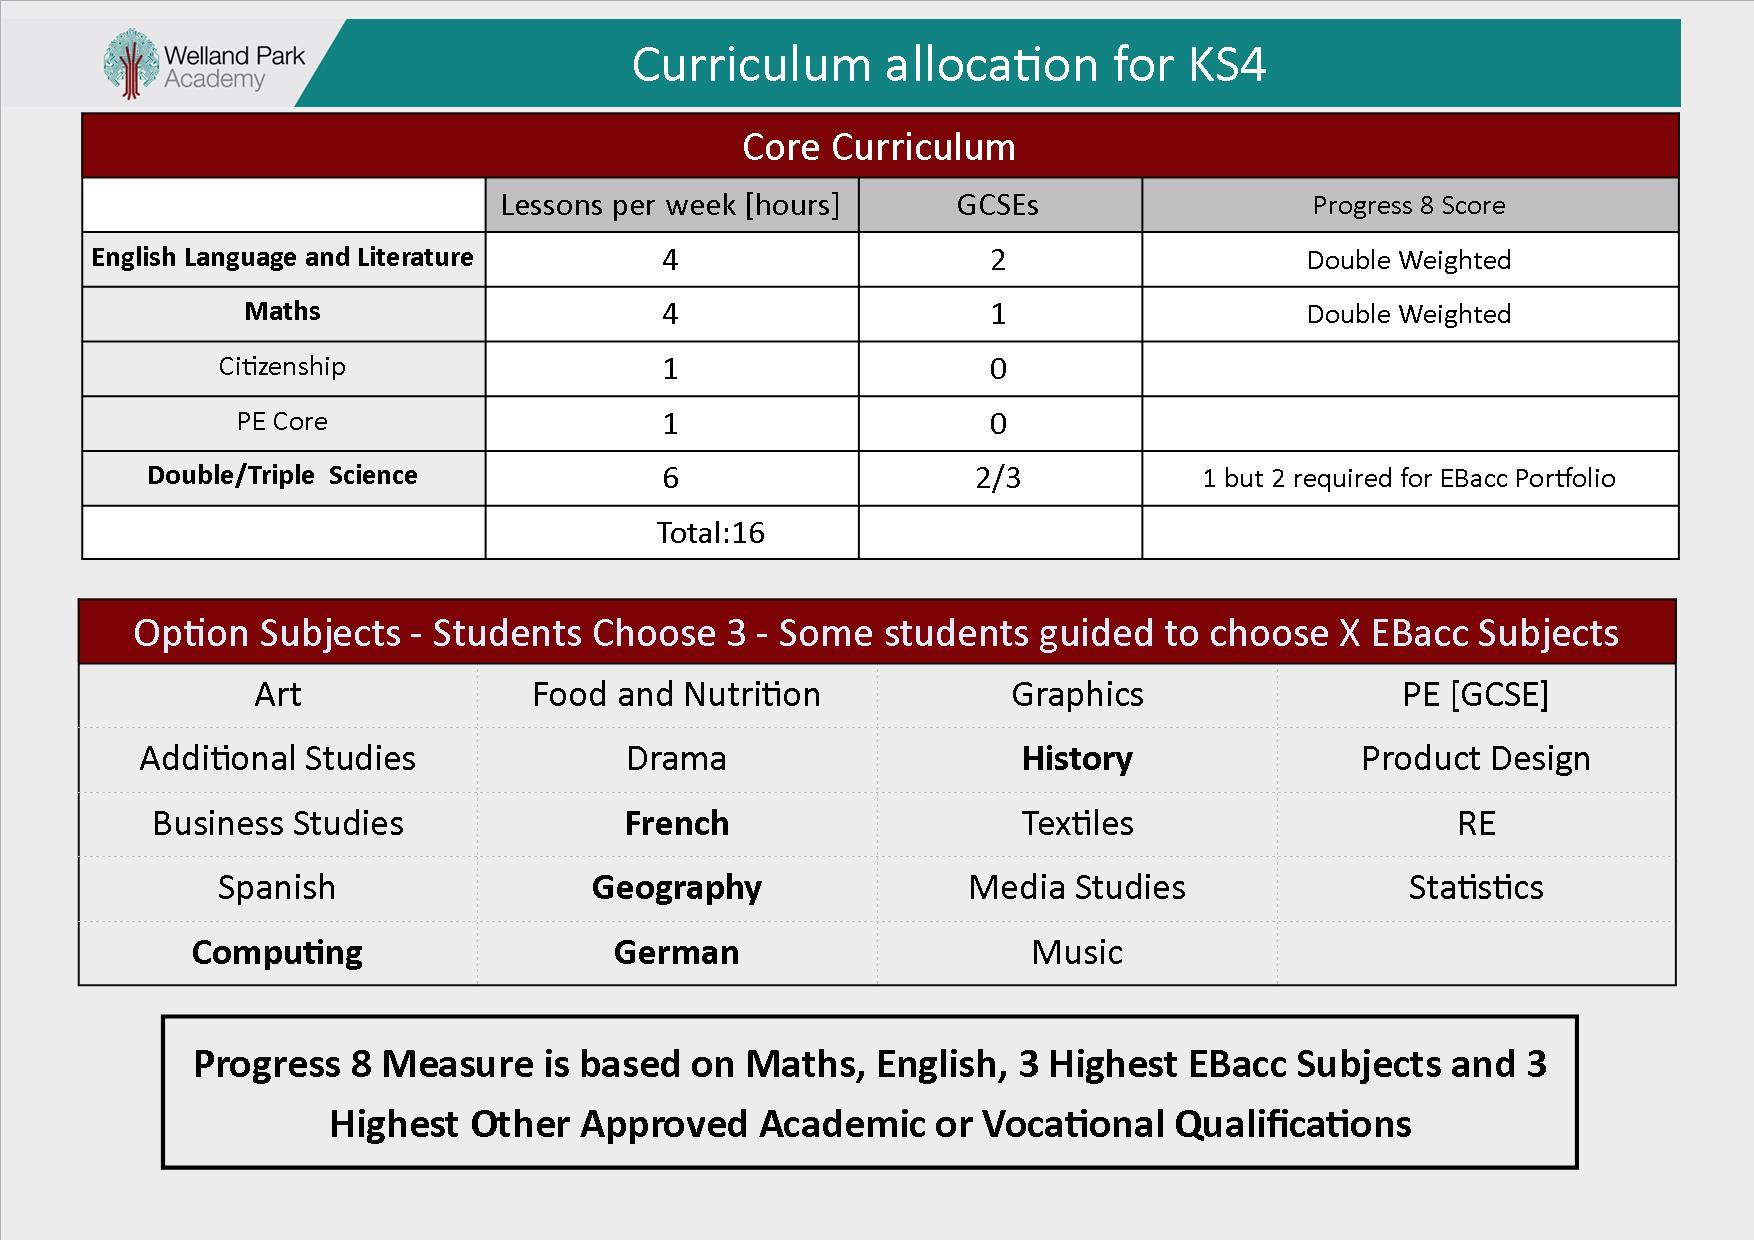 Welland Park
Academy
Curriculum allocation for KS4
Core Curriculum
Lessons per week [hours] GCSEs Progress 8 Score
English Language and Literature 4 2 Double Weighted
Maths 4 1 Double Weighted
Citizenship 1 0
PE Core 1 0
Double/Triple Science 6 2/3 1 but 2 required for EBacc Portfolio
Total:16
Option Subjects - Students Choose 3 - Some students guided to choose X EBacc Subjects
Art Food and Nutrition Graphics PE [GCSE]
Additional Studies Drama History Product Design
Business Studies French Textiles RE
Spanish Geography Media Studies Statistics
Computing German Music
Progress 8 Measure is based on Maths, English, 3 Highest EBacc Subjects and 3
Highest Other Approved Academic or Vocational Qualifications